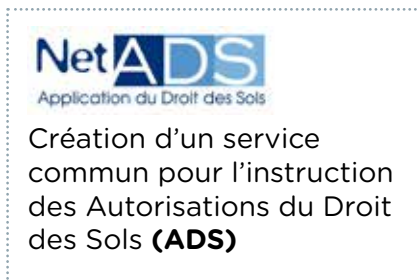 NetADS
Application du Droit des Sols
Création d’un service
commun pour l’instruction
des Autorisations du Droit
des Sols (ADS)